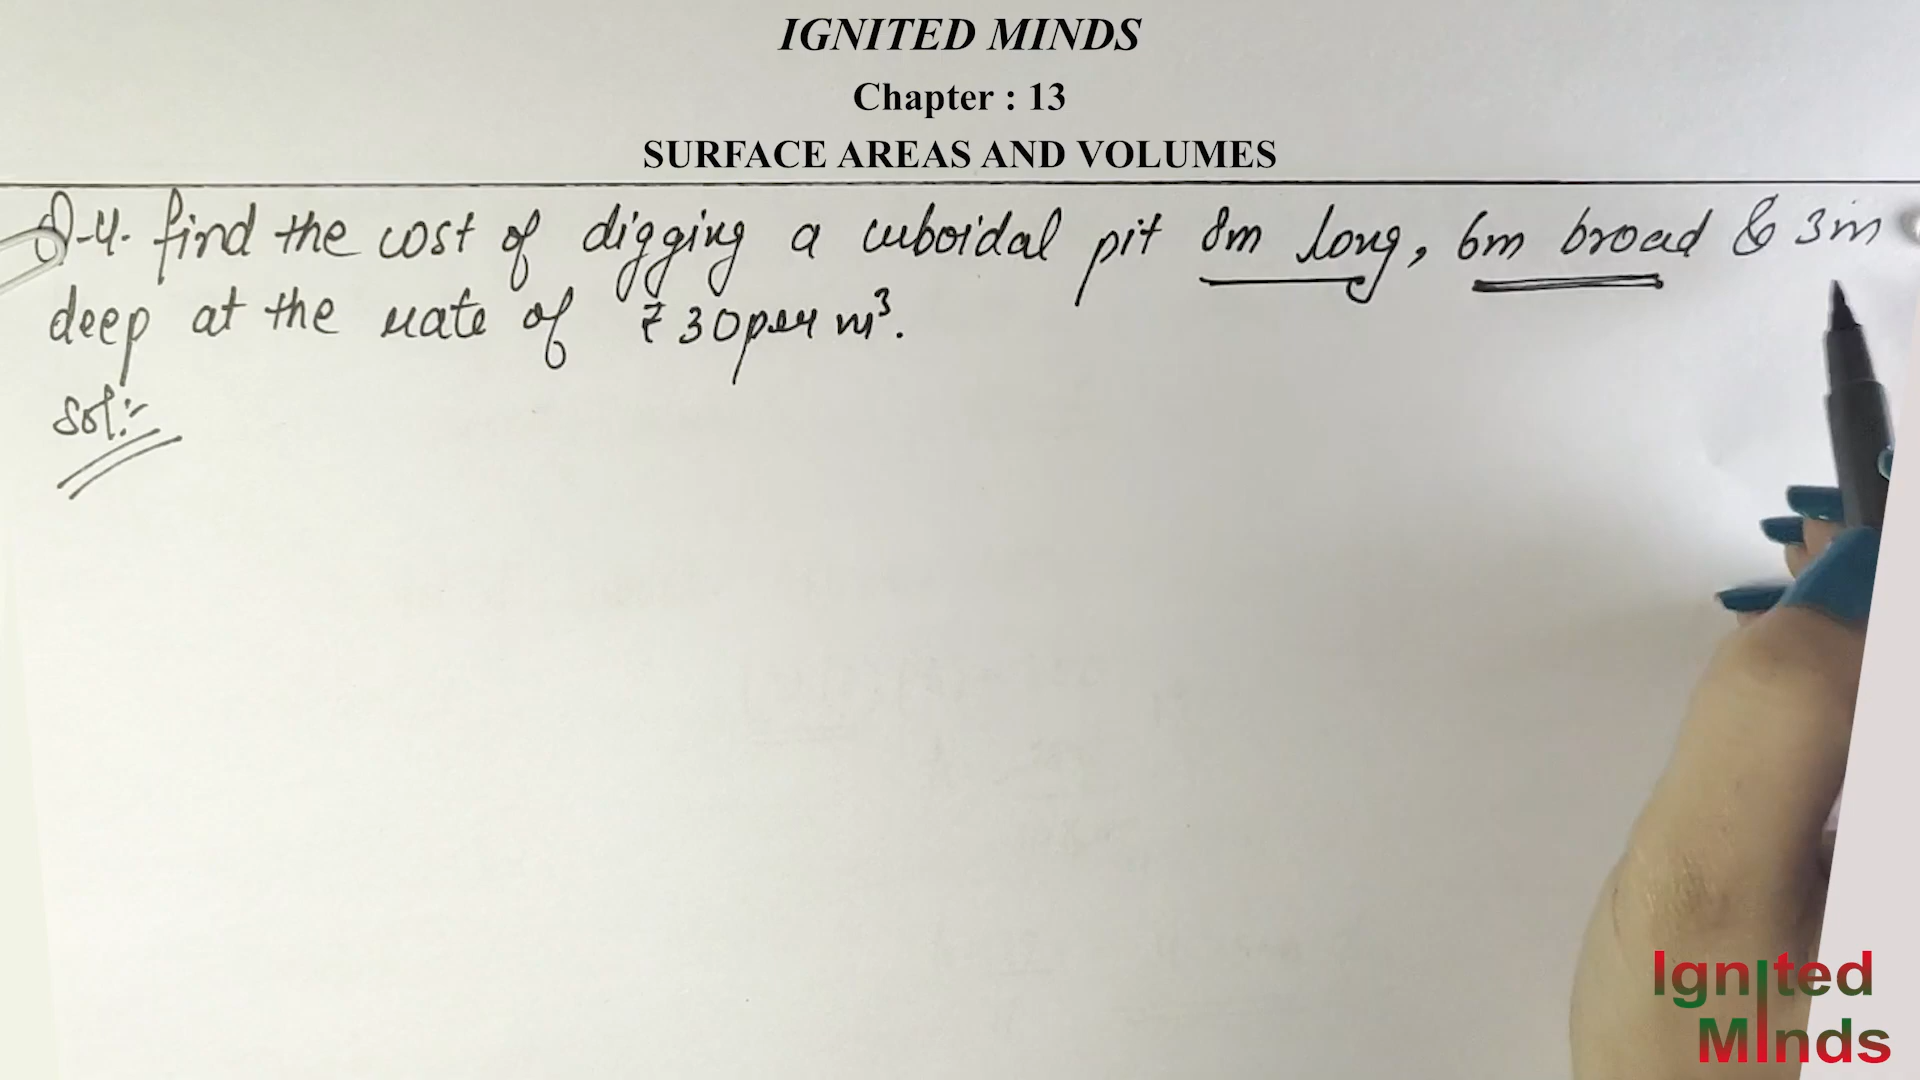 IGNITED MINDS
Chapter : 13
SURFACE AREAS AND VOLUMES
Q-4. find the cost of digging a cuboidal pit 8m long, 6m broad & 3m
deep at the rate of ₹30 per m³.
Sol:-
Ignited
Minds